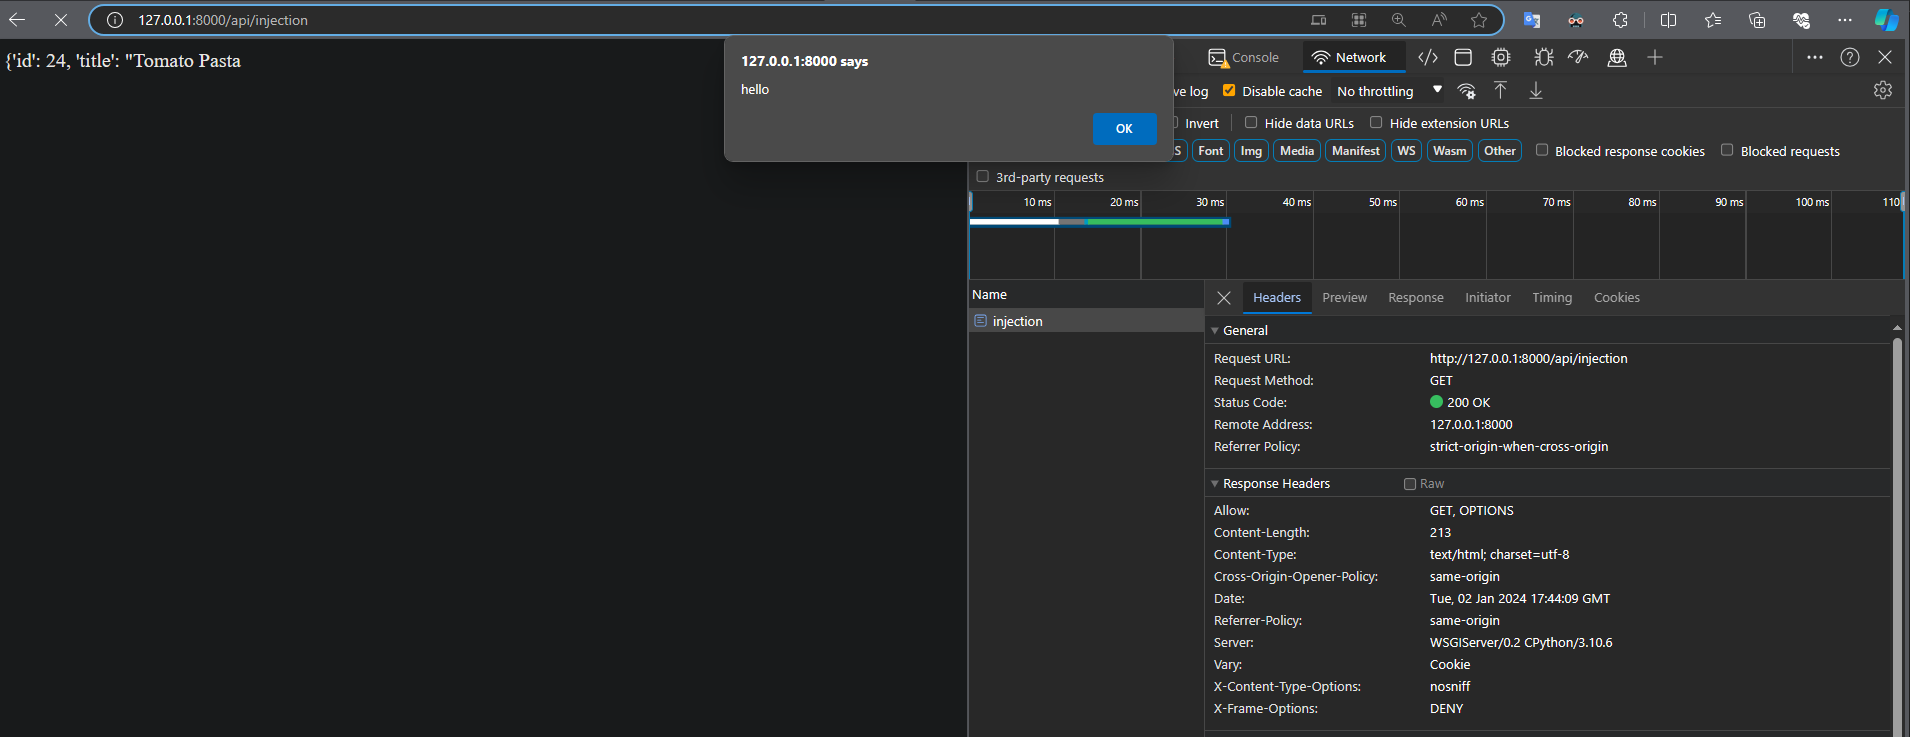 127.0.0.1:8000/api/injection
{'id': 24, 'title': "Tomato Pasta
127.0.0.1:8000 says
hello
OK
Console
Network
ve log
Disable cache
No throttling
Invert
Hide data URLs
Hide extension URLs
S
Font
Img
Media
Manifest
WS
Wasm
Other
Blocked response cookies
Blocked requests
3rd-party requests
10 ms
20 ms
30 ms
40 ms
50 ms
60 ms
70 ms
80 ms
90 ms
100 ms
110
Name
injection
Headers
Preview
Response
Initiator
Timing
Cookies
General
Request URL: http://127.0.0.1:8000/api/injection
Request Method: GET
Status Code: 200 OK
Remote Address: 127.0.0.1:8000
Referrer Policy: strict-origin-when-cross-origin
Response Headers
Raw
Allow: GET, OPTIONS
Content-Length: 213
Content-Type: text/html; charset=utf-8
Cross-Origin-Opener-Policy: same-origin
Date: Tue, 02 Jan 2024 17:44:09 GMT
Referrer-Policy: same-origin
Server: WSGIServer/0.2 CPython/3.10.6
Vary: Cookie
X-Content-Type-Options: nosniff
X-Frame-Options: DENY